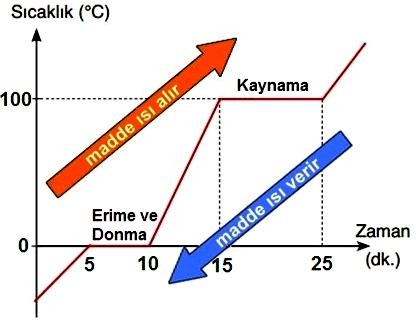 Sıcaklık (°C)
Kaynama
100
madde ısı alır
Erime ve
Donma
madde ısı verir
0
5
10
15
25
Zaman
(dk.)